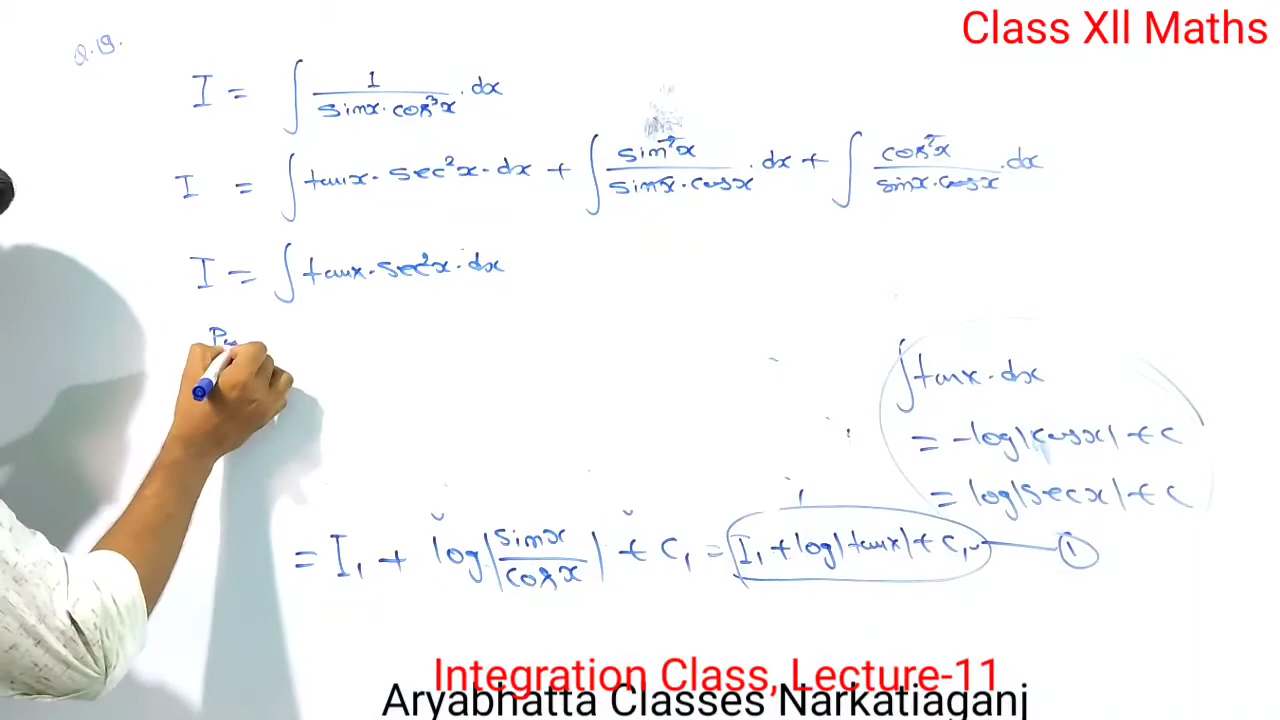 Class XII Maths
Q.19.
I = ∫ 1/(sinx·cos³x) ·dx
I = ∫ tanx·sec²x·dx + ∫ sin²x/(sinx·cosx) ·dx + ∫ cos²x/(sinx·cosx) ·dx
I = ∫ tanx·sec²x·dx
Pu
∫ tanx·dx
= -log|cosx| + C
= log|secx| + C
= I₁ + log|sinx/cosx| + C₁ = I₁ + log|tanx| + C₁ — ①
Integration Class, Lecture-11
Aryabhatta Classes Narkatiaganj